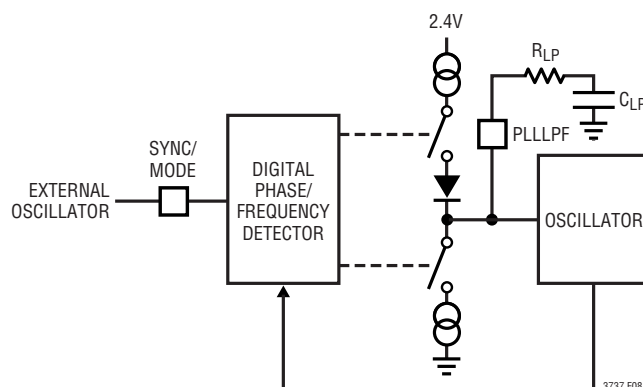 2.4V
R_LP
C_LP
PLLLPF
SYNC/
MODE
EXTERNAL
OSCILLATOR
DIGITAL
PHASE/
FREQUENCY
DETECTOR
OSCILLATOR
3737 F08